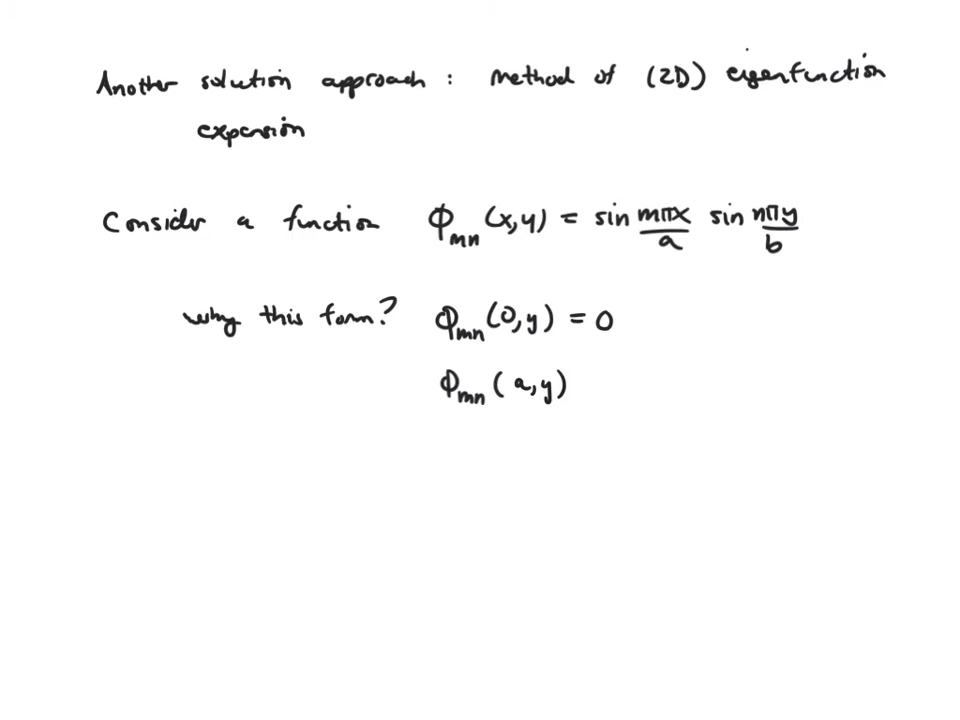 Another solution approach : method of (2D) eigenfunction
expansion
Consider a function ϕmn (x,y) = sin mπx/a sin nπy/b
why this form? ϕmn (0,y) = 0
ϕmn (a,y)